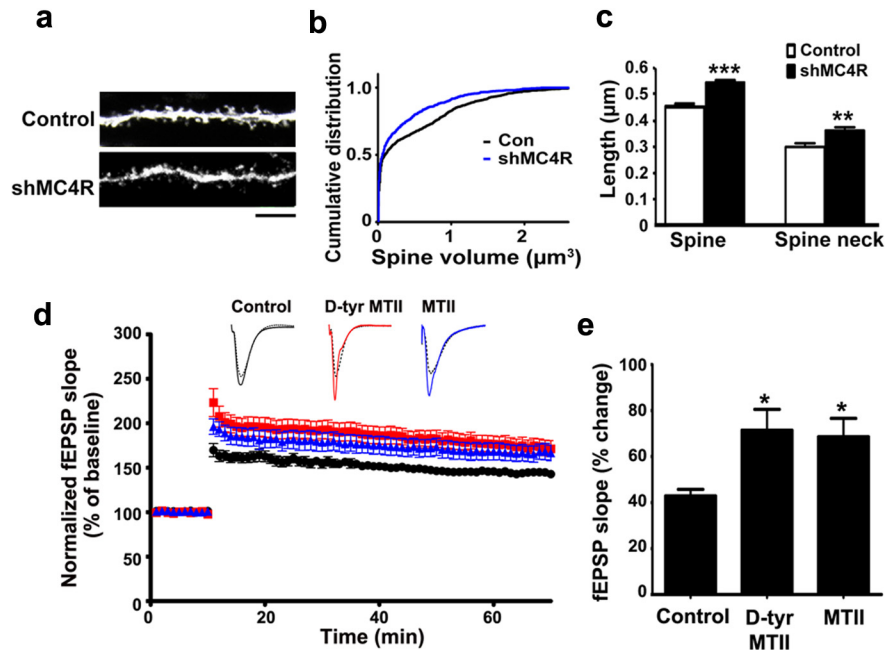 a
Control
shMC4R
b
Cumulative distribution
1.0
0.5
0
0
1
2
Con
shMC4R
Spine volume (µm³)
c
Control
shMC4R
Length (µm)
0.6
0.5
0.4
0.3
0.2
0.1
0
***
**
Spine
Spine neck
d
Control
D-tyr MTII
MTII
Normalized fEPSP slope
(% of baseline)
300
250
200
150
100
50
0
0
20
40
60
Time (min)
e
fEPSP slope (% change)
100
80
60
40
20
0
*
*
Control
D-tyr
MTII
MTII